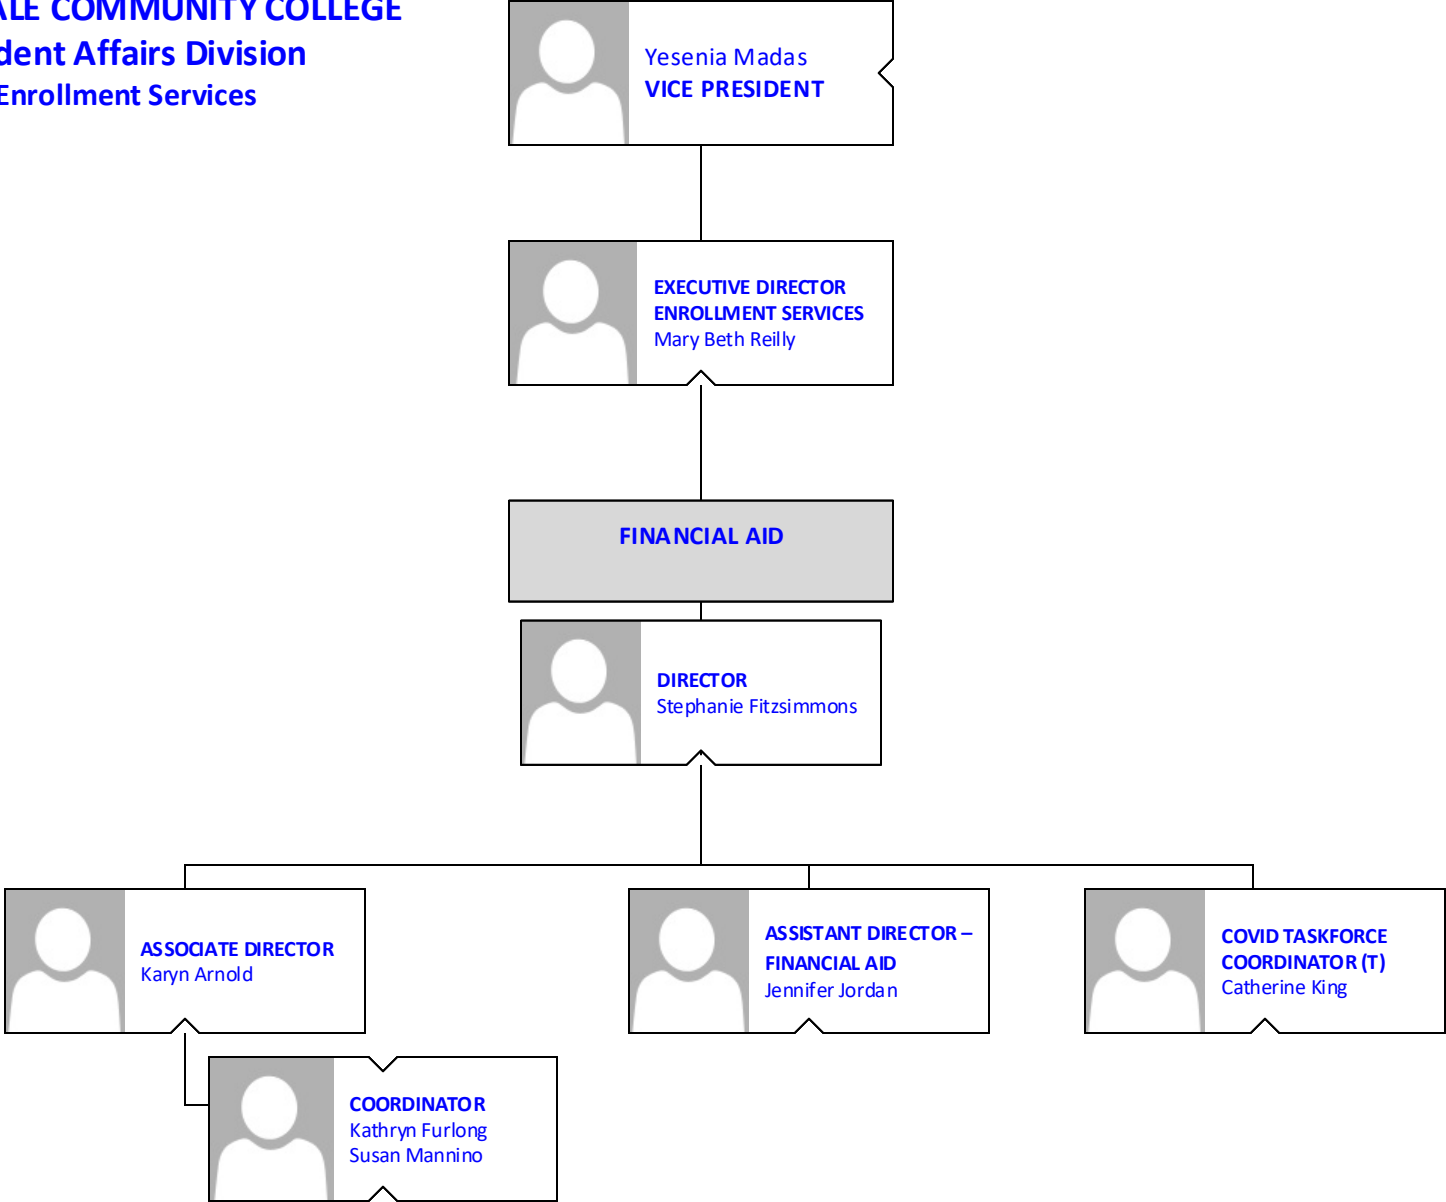 COMMUNITY COLLEGE
Affairs Division
Enrollment Services
Yesenia Madas
VICE PRESIDENT
EXECUTIVE DIRECTOR
ENROLLMENT SERVICES
Mary Beth Reilly
FINANCIAL AID
DIRECTOR
Stephanie Fitzsimmons
ASSOCIATE DIRECTOR
Karyn Arnold
ASSISTANT DIRECTOR –
FINANCIAL AID
Jennifer Jordan
COVID TASKFORCE
COORDINATOR (T)
Catherine King
COORDINATOR
Kathryn Furlong
Susan Mannino